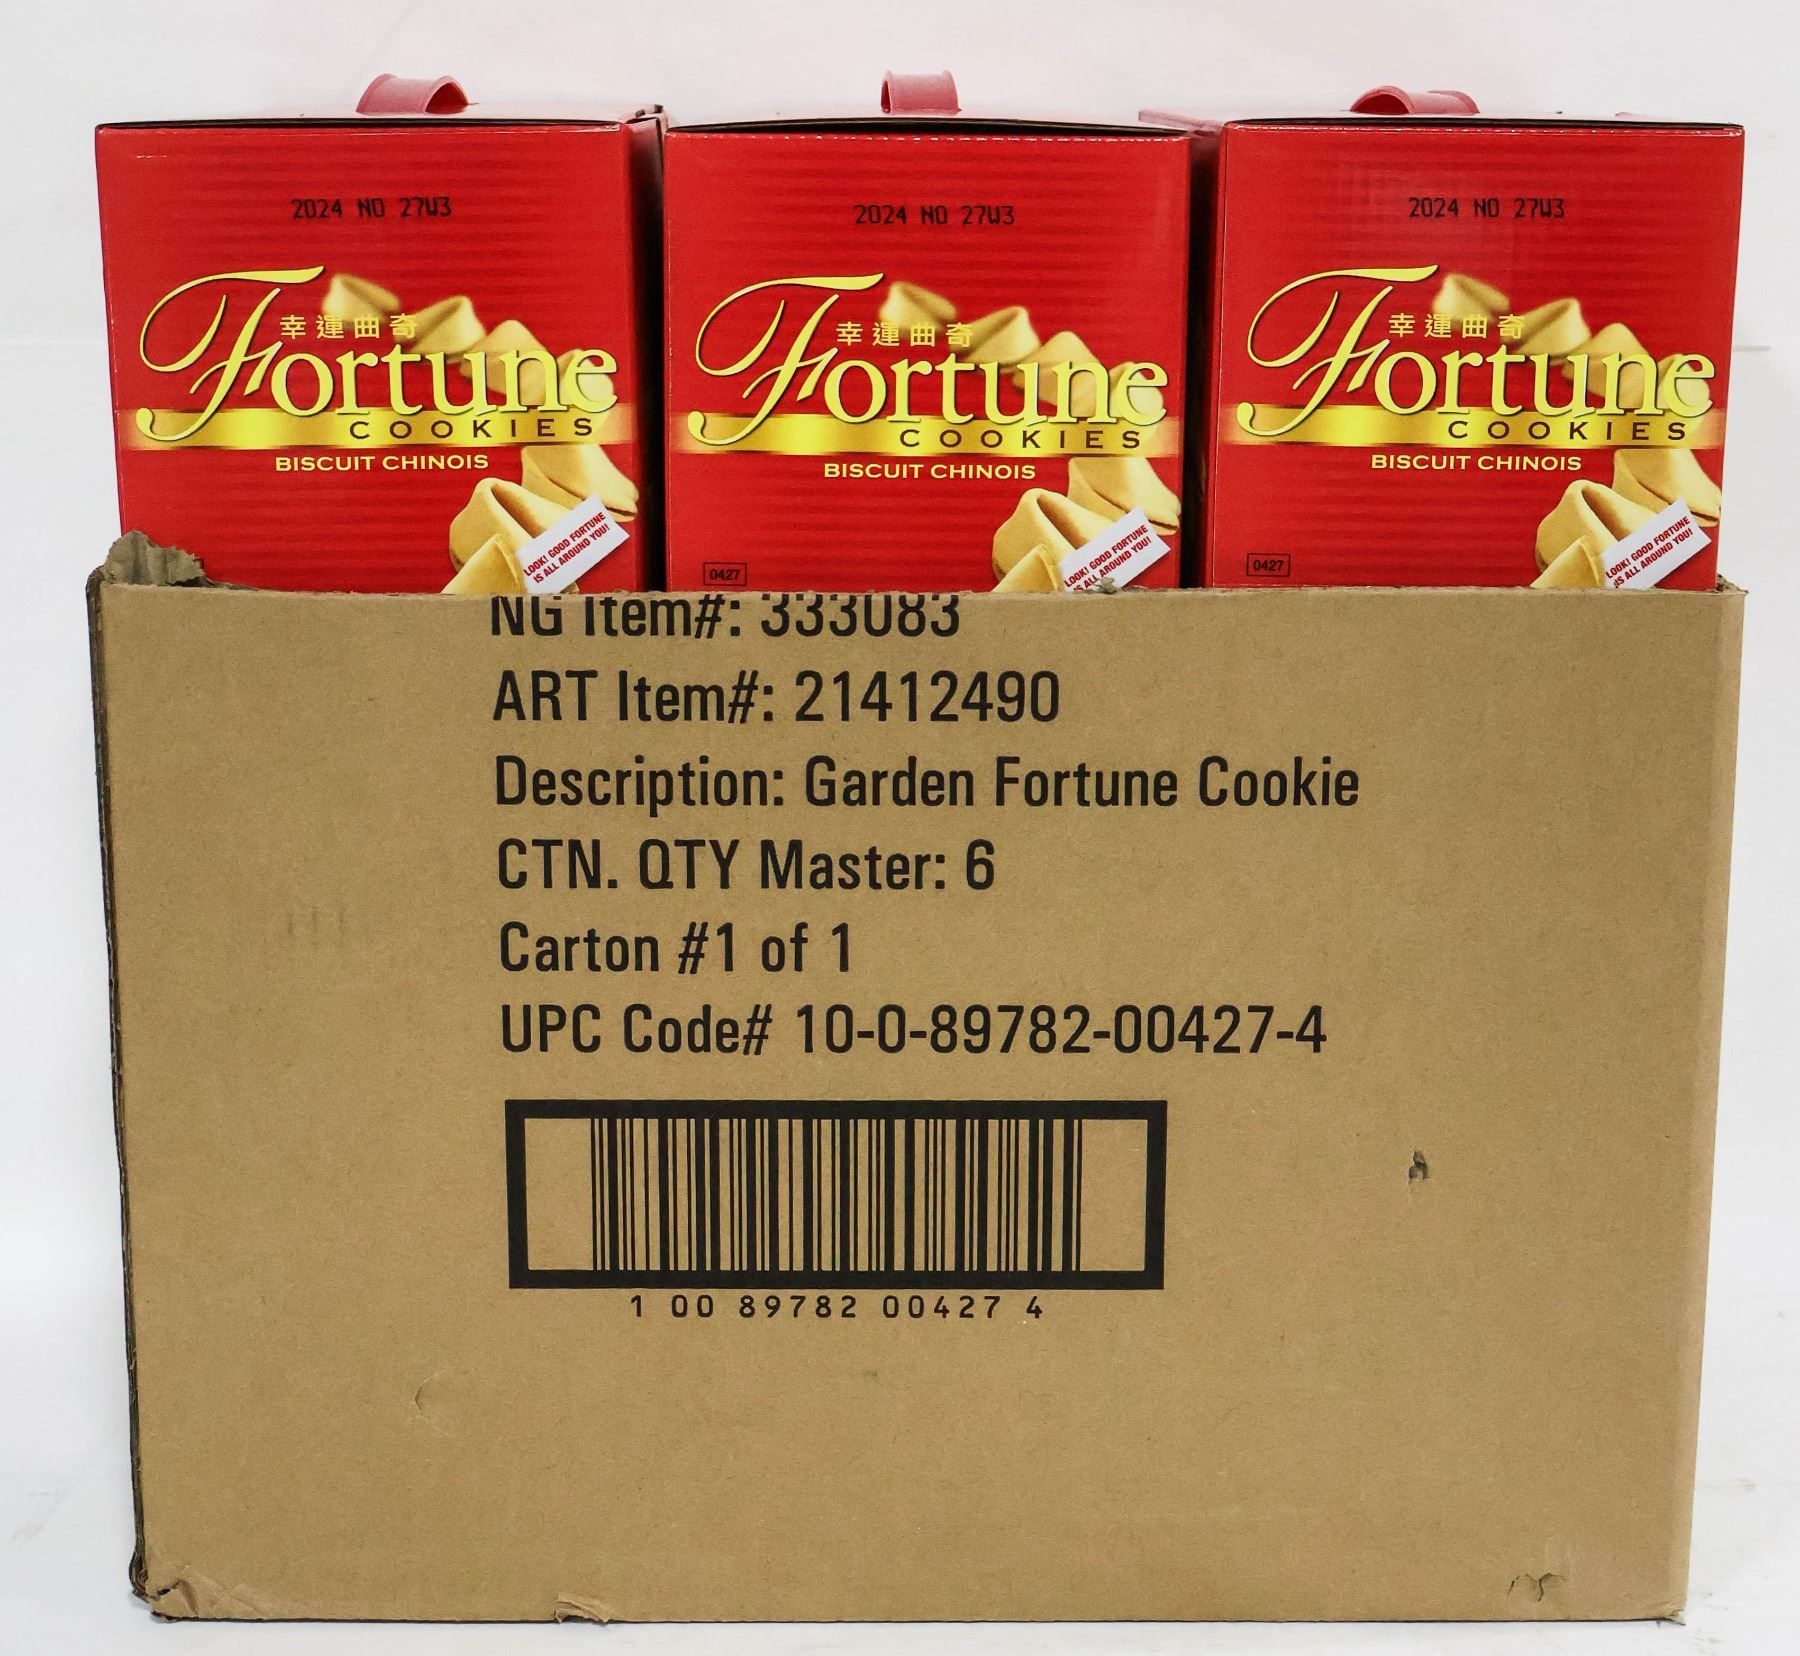 2024 NO 27W3
幸運曲奇
Fortune
COOKIES
BISCUIT CHINOIS
LOOK! GOOD FORTUNE
IS ALL AROUND YOU!
2024 NO 27W3
幸運曲奇
Fortune
COOKIES
BISCUIT CHINOIS
LOOK! GOOD FORTUNE
IS ALL AROUND YOU!
0427
2024 NO 27W3
幸運曲奇
Fortune
COOKIES
BISCUIT CHINOIS
LOOK! GOOD FORTUNE
IS ALL AROUND YOU!
0427
NG Item#: 333083
ART Item#: 21412490
Description: Garden Fortune Cookie
CTN. QTY Master: 6
Carton #1 of 1
UPC Code# 10-0-89782-00427-4
1 00 89782 00427 4